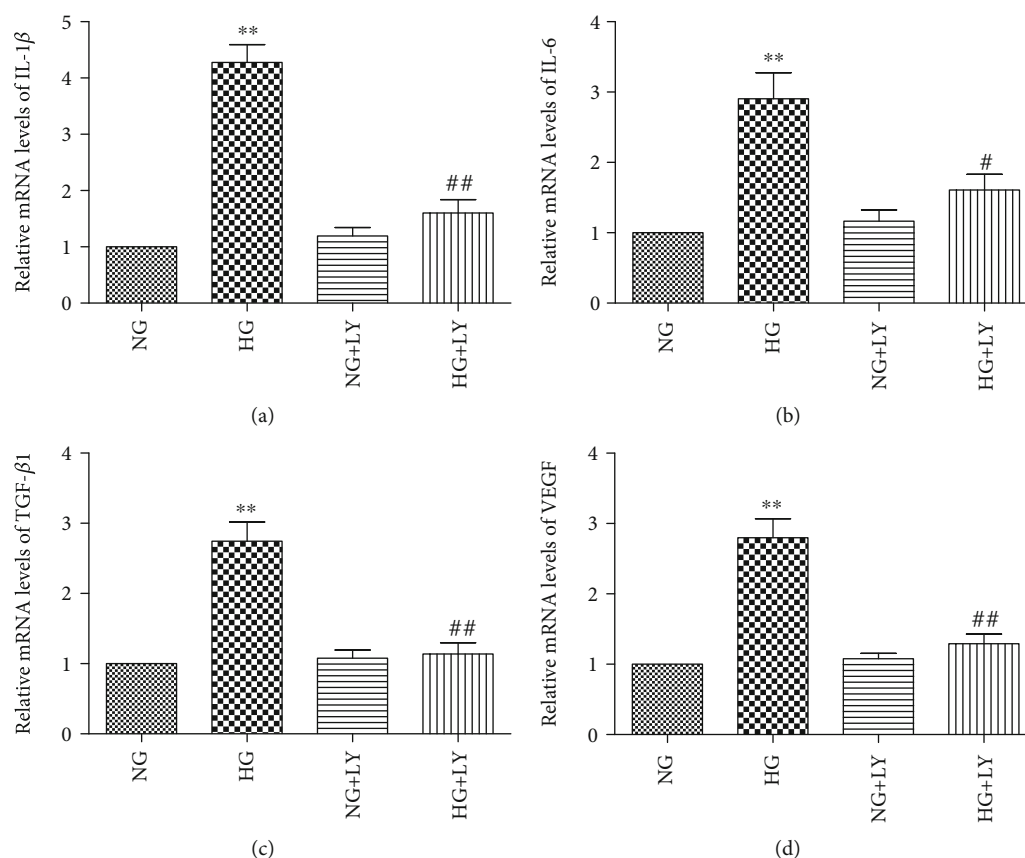 Relative mRNA levels of IL-1β
5
4
3
2
1
0
**
##
NG
HG
NG+LY
HG+LY
(a)
Relative mRNA levels of IL-6
4
3
2
1
0
**
#
NG
HG
NG+LY
HG+LY
(b)
Relative mRNA levels of TGF-β1
4
3
2
1
0
**
##
NG
HG
NG+LY
HG+LY
(c)
Relative mRNA levels of VEGF
4
3
2
1
0
**
##
NG
HG
NG+LY
HG+LY
(d)